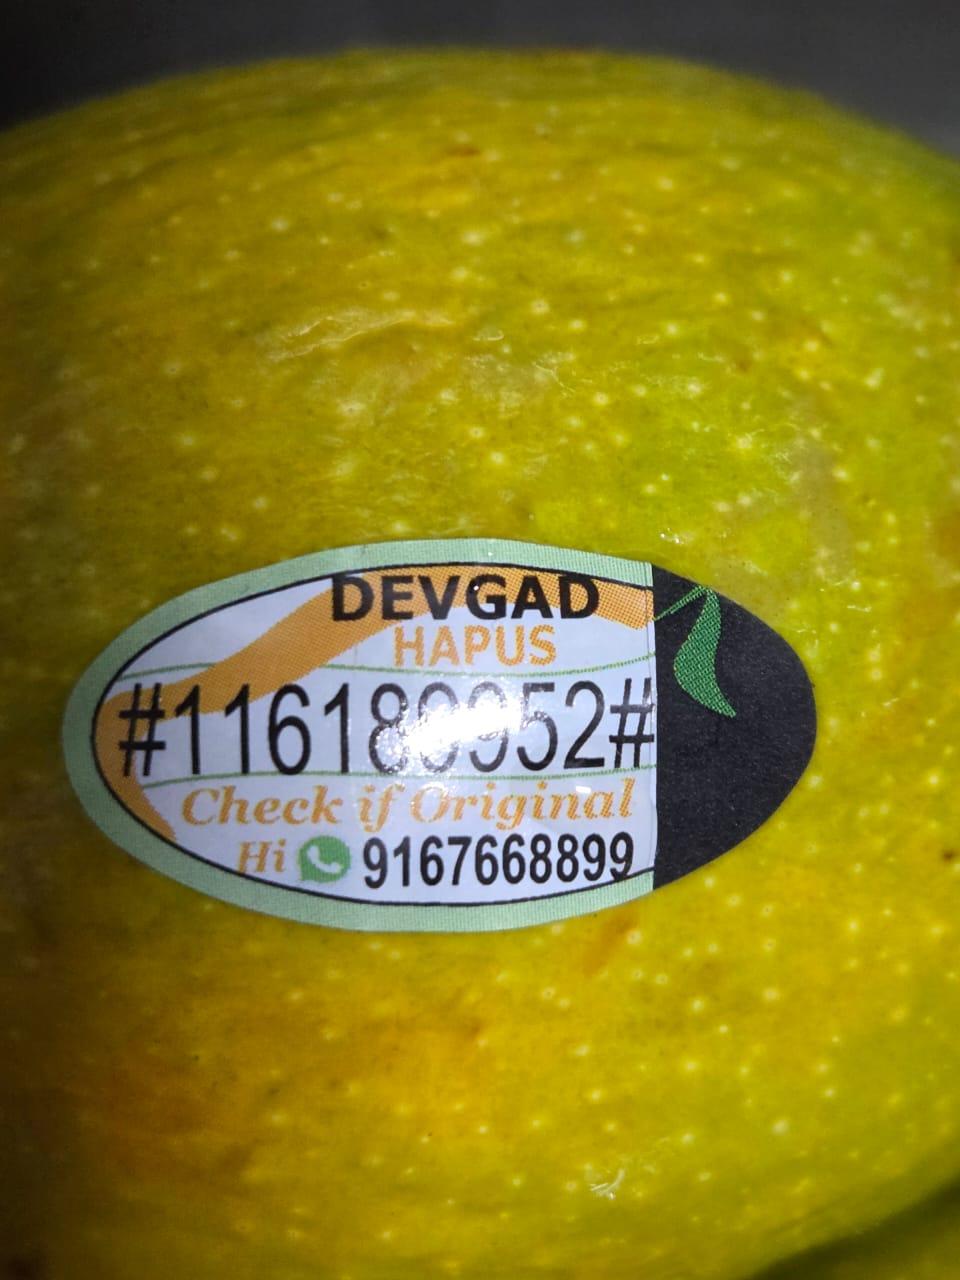 DEVGAD
HAPUS
Check if Original
Hi 9167668899